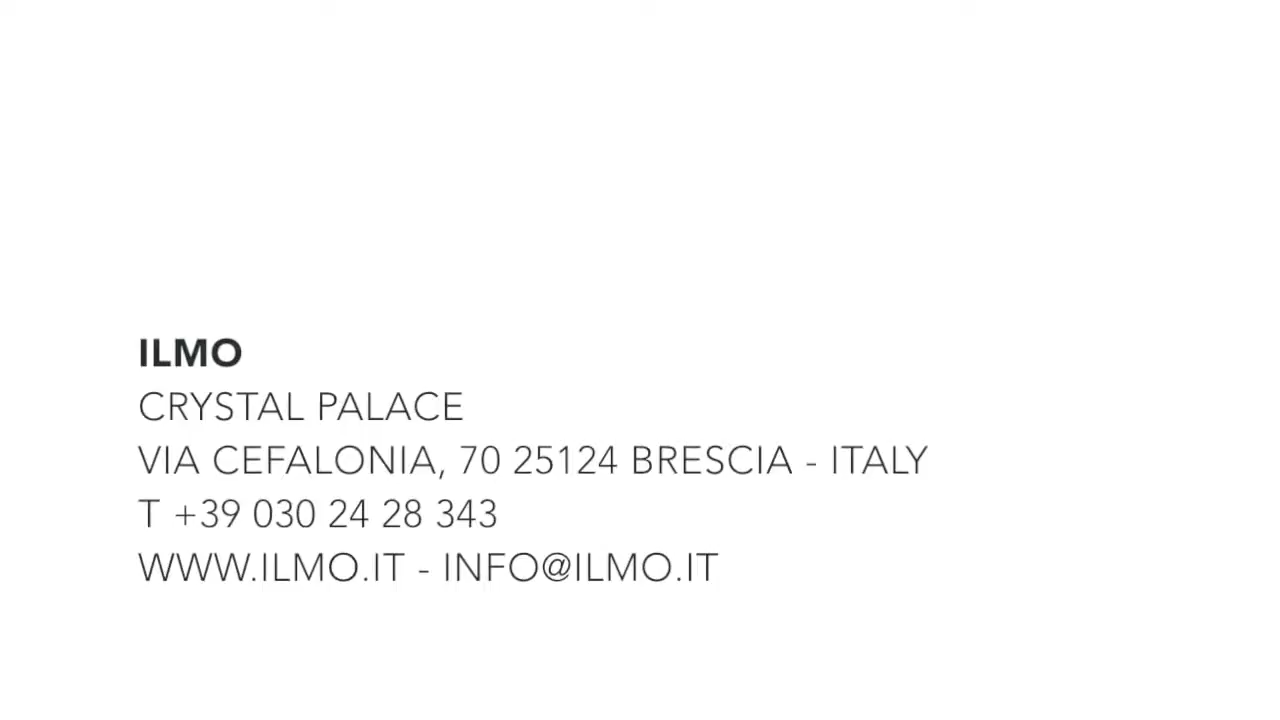 ILMO
CRYSTAL PALACE
VIA CEFALONIA, 70 25124 BRESCIA - ITALY
T +39 030 24 28 343
WWW.ILMO.IT - INFO@ILMO.IT